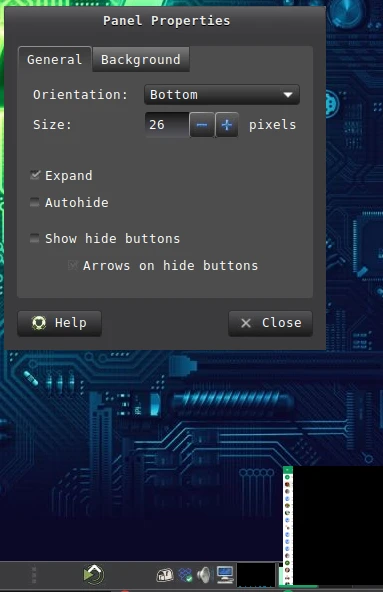 Panel Properties
General Background
Orientation: Bottom
Size: 26 pixels
Expand
Autohide
Show hide buttons
Arrows on hide buttons
Help Close